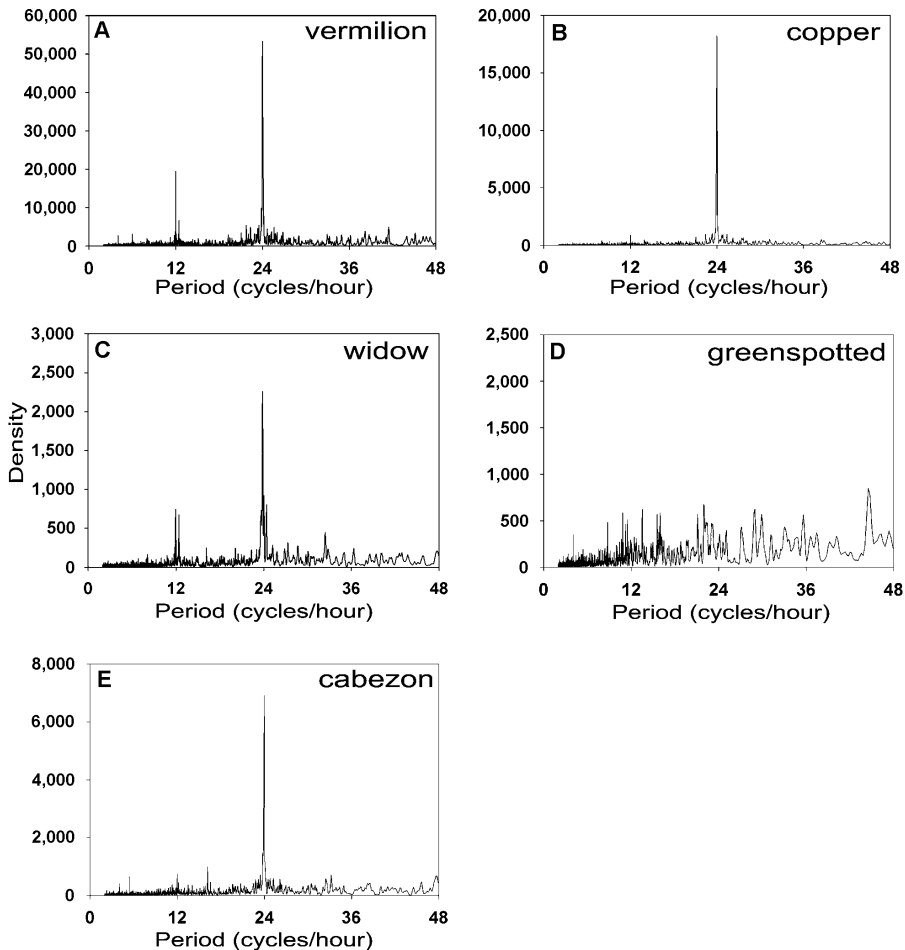 A vermilion
60,000
50,000
40,000
30,000
20,000
10,000
0
0 12 24 36 48
Period (cycles/hour)
B copper
20,000
15,000
10,000
5,000
0
0 12 24 36 48
Period (cycles/hour)
C widow
3,000
2,500
2,000
1,500
1,000
500
0
Density
0 12 24 36 48
Period (cycles/hour)
D greenspotted
2,500
2,000
1,500
1,000
500
0
0 12 24 36 48
Period (cycles/hour)
E cabezon
8,000
6,000
4,000
2,000
0
0 12 24 36 48
Period (cycles/hour)